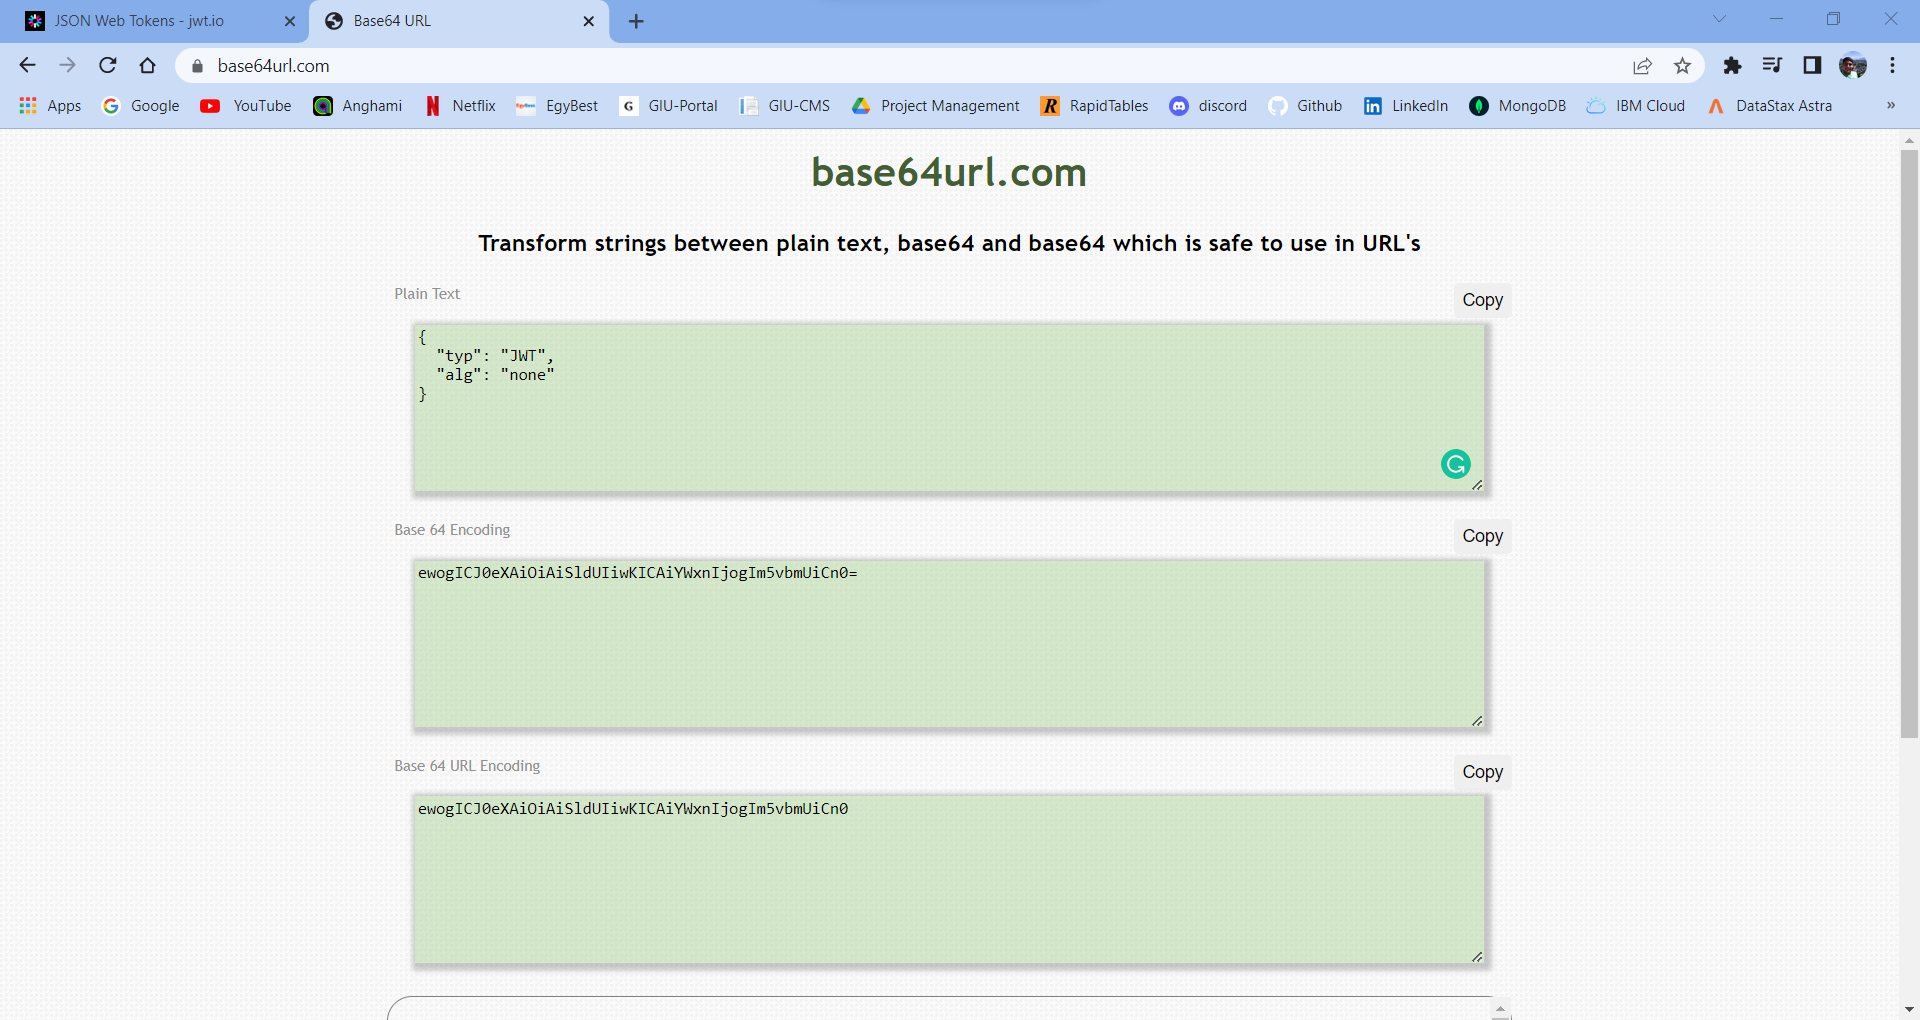 JSON Web Tokens - jwt.io
Base64 URL
base64url.com
Apps Google YouTube Anghami Netflix EgyBest GIU-Portal GIU-CMS Project Management RapidTables discord Github LinkedIn MongoDB IBM Cloud DataStax Astra »
base64url.com
Transform strings between plain text, base64 and base64 which is safe to use in URL's
Plain Text
Copy
{
  "typ": "JWT",
  "alg": "none"
}
Base 64 Encoding
Copy
ewogICJ0eXAiOiAiSldUIiwKICAiYWxnIjogIm5vbmUiCn0=
Base 64 URL Encoding
Copy
ewogICJ0eXAiOiAiSldUIiwKICAiYWxnIjogIm5vbmUiCn0